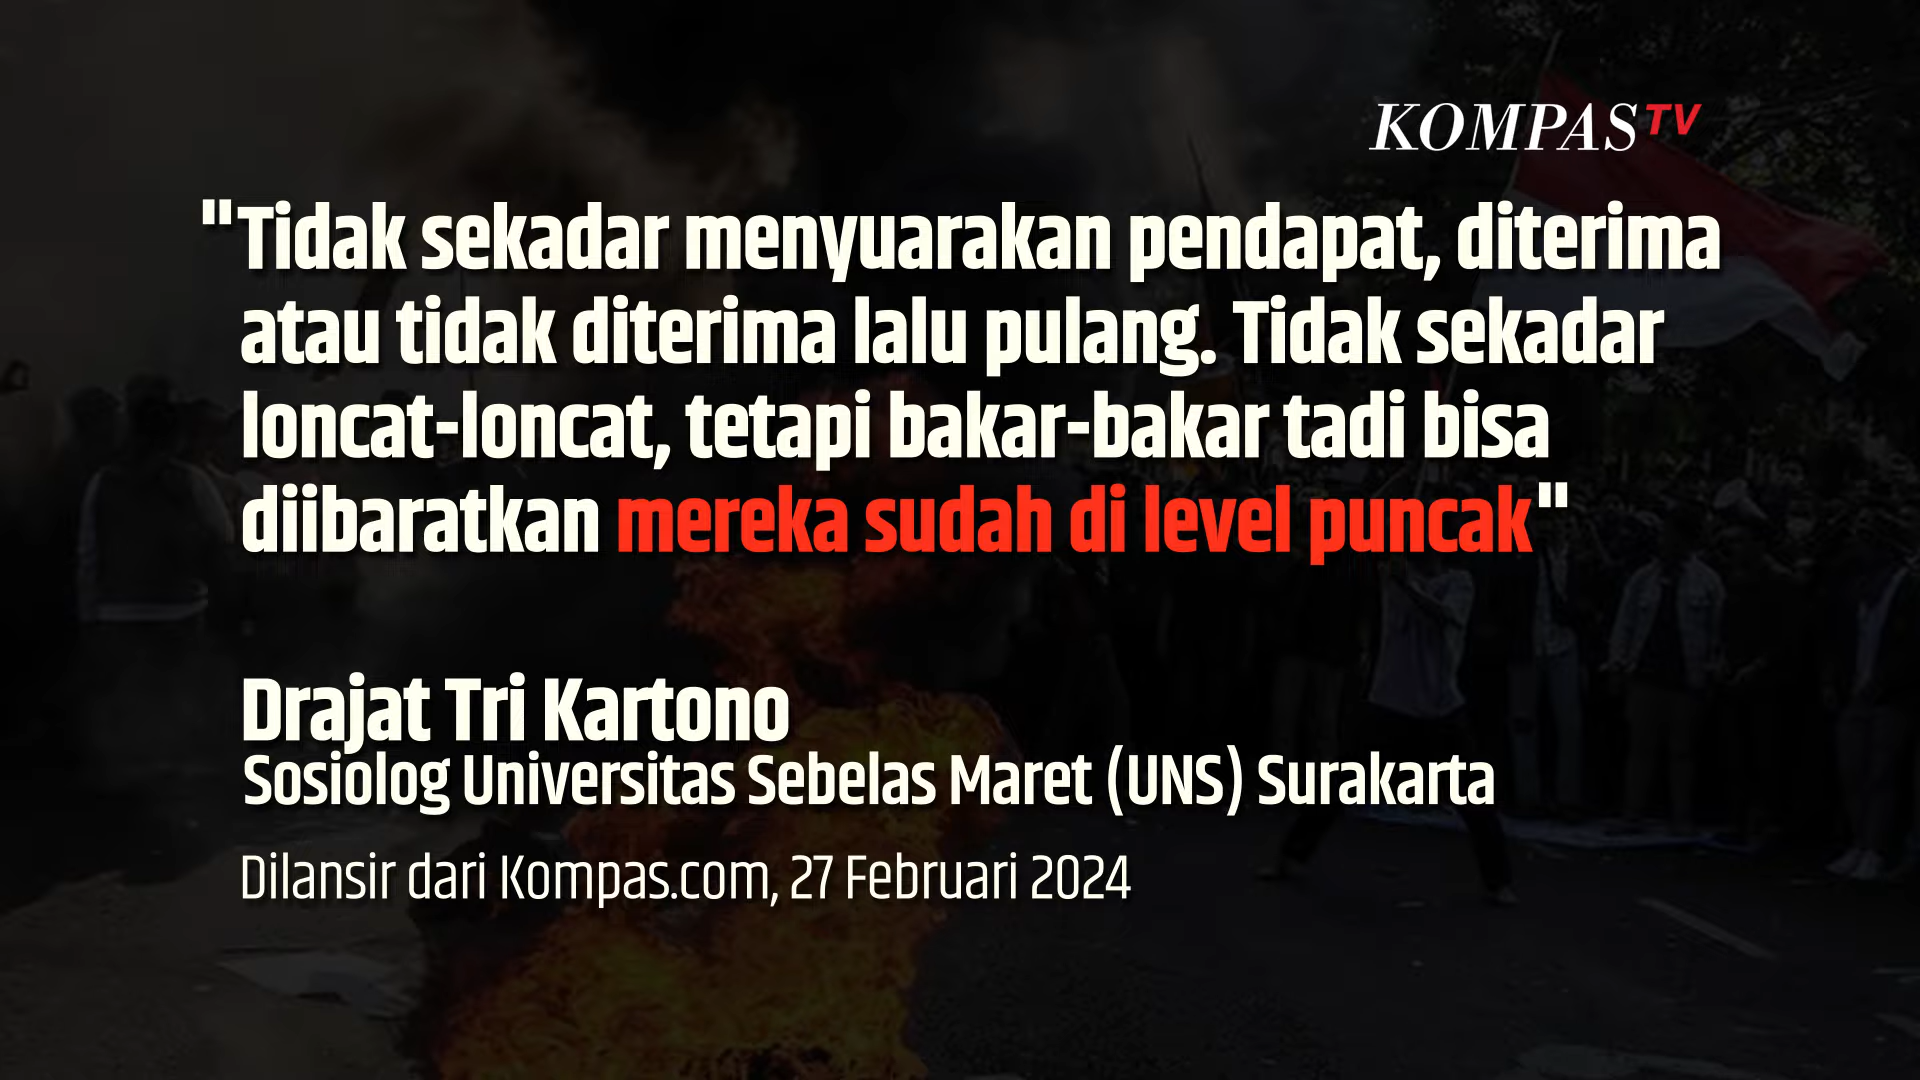 KOMPAS TV
"Tidak sekadar menyuarakan pendapat, diterima
atau tidak diterima lalu pulang. Tidak sekadar
loncat-loncat, tetapi bakar-bakar tadi bisa
diibaratkan mereka sudah di level puncak"
Drajat Tri Kartono
Sosiolog Universitas Sebelas Maret (UNS) Surakarta
Dilansir dari Kompas.com, 27 Februari 2024